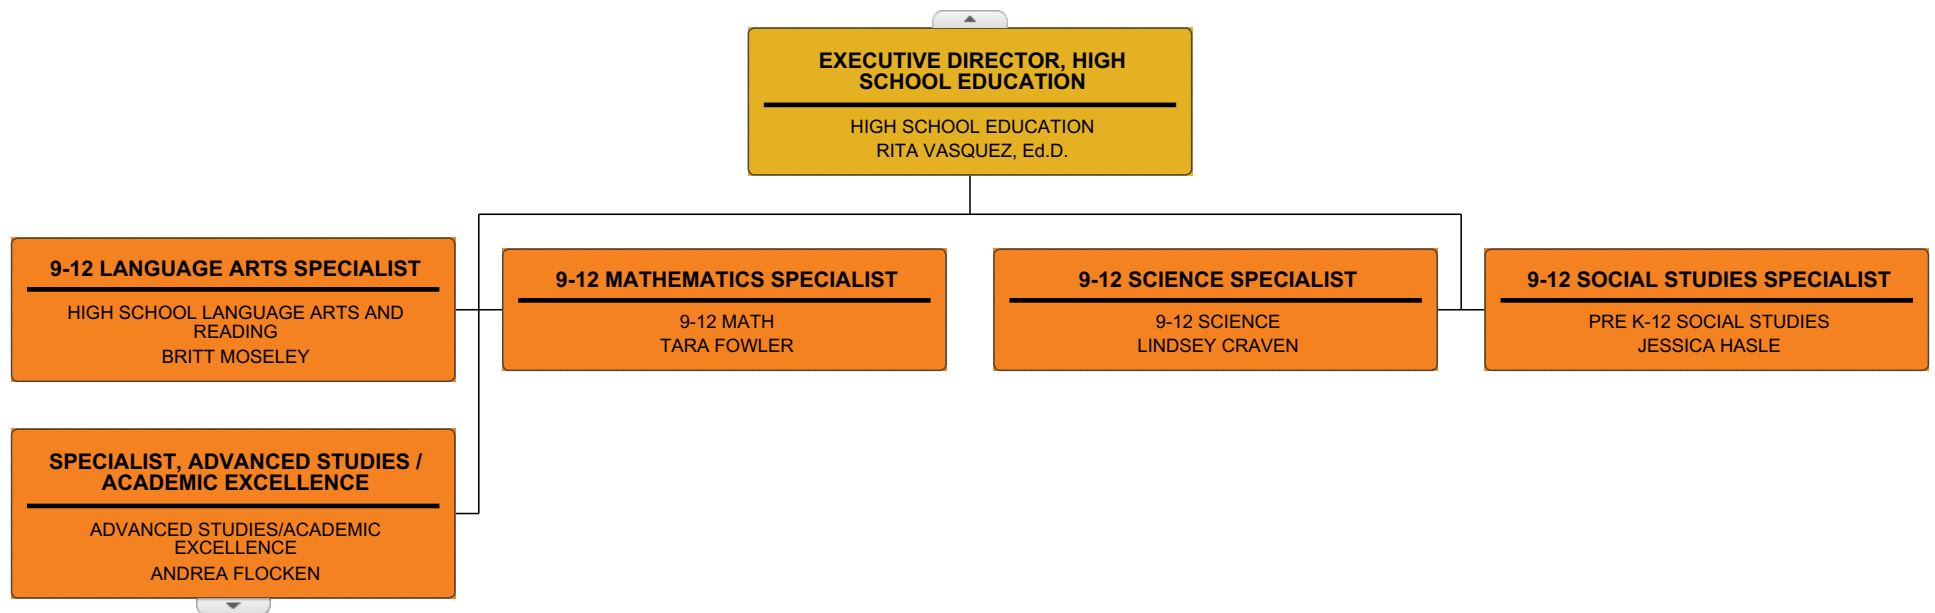 EXECUTIVE DIRECTOR, HIGH
SCHOOL EDUCATION
HIGH SCHOOL EDUCATION
RITA VASQUEZ, Ed.D.
9-12 LANGUAGE ARTS SPECIALIST
HIGH SCHOOL LANGUAGE ARTS AND
READING
BRITT MOSELEY
9-12 MATHEMATICS SPECIALIST
9-12 MATH
TARA FOWLER
9-12 SCIENCE SPECIALIST
9-12 SCIENCE
LINDSEY CRAVEN
9-12 SOCIAL STUDIES SPECIALIST
PRE K-12 SOCIAL STUDIES
JESSICA HASLE
SPECIALIST, ADVANCED STUDIES /
ACADEMIC EXCELLENCE
ADVANCED STUDIES/ACADEMIC
EXCELLENCE
ANDREA FLOCKEN